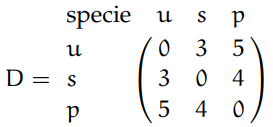 specie u s p
u 0 3 5
D = s 3 0 4
p 5 4 0